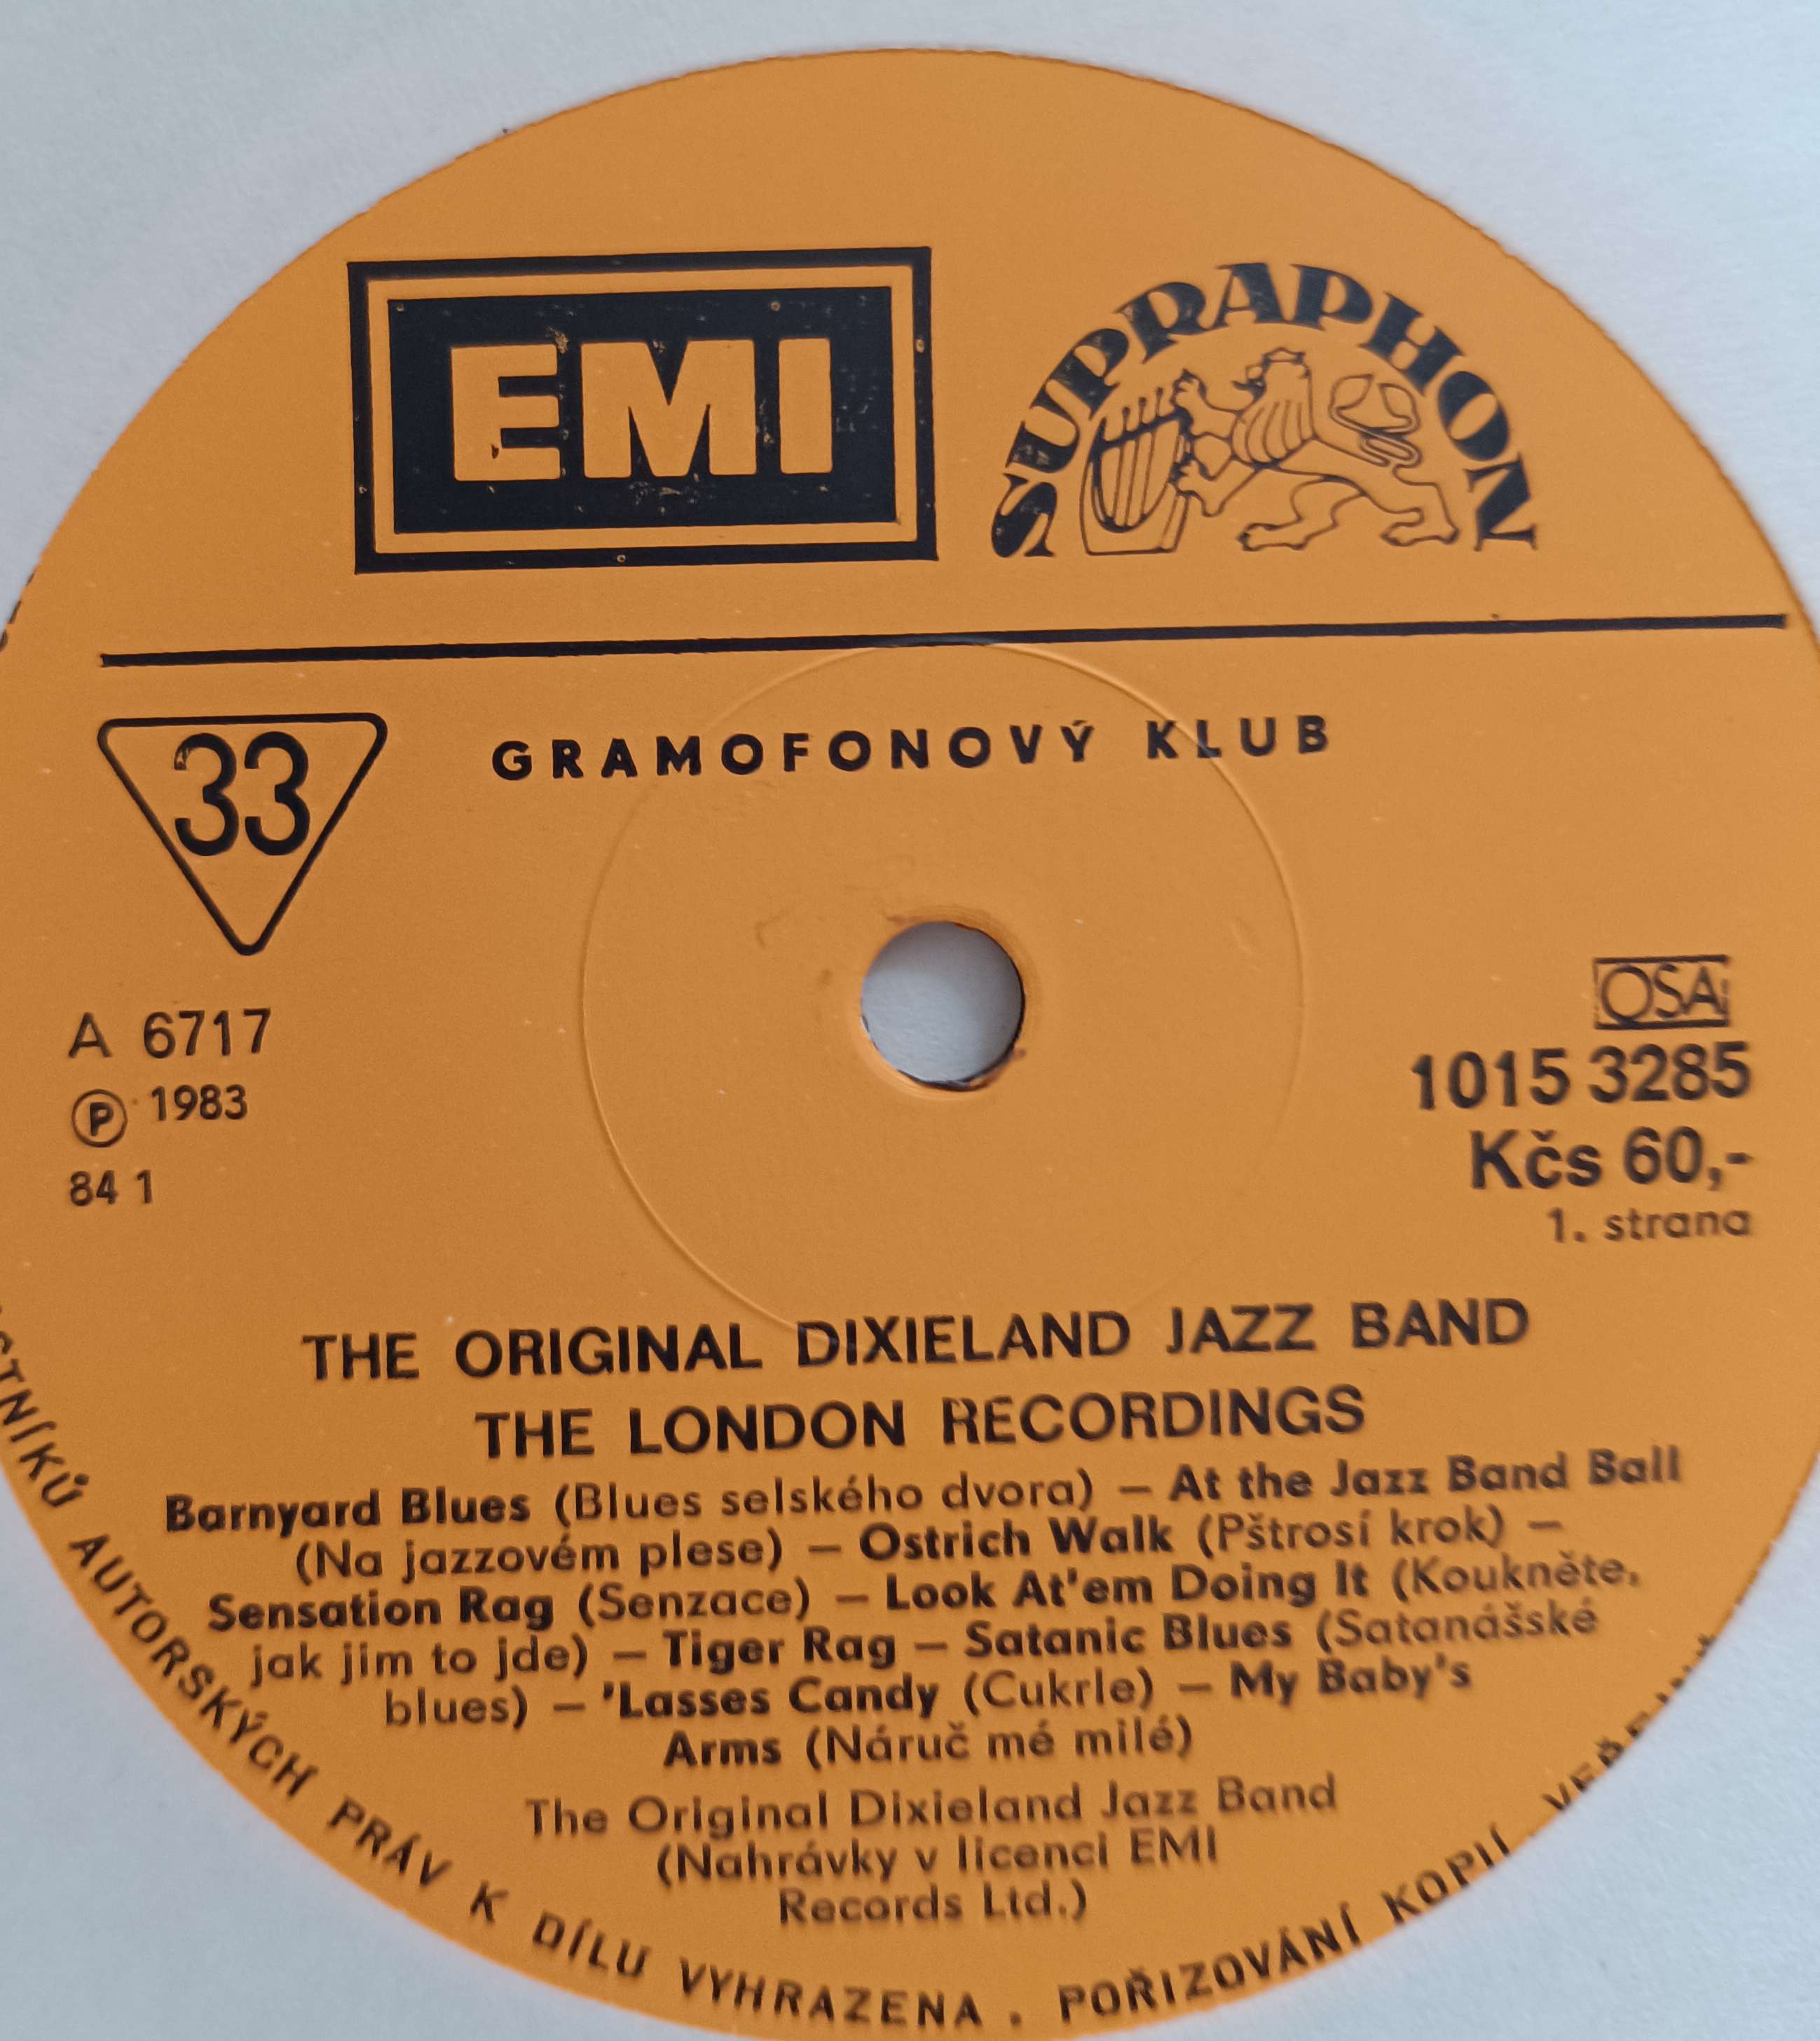 EMI
SUPRAPHON
33
GRAMOFONOVÝ KLUB
OSA
A 6717
Ⓟ 1983
84 1
1015 3285
Kčs 60,-
1. strana
THE ORIGINAL DIXIELAND JAZZ BAND
THE LONDON RECORDINGS
Barnyard Blues (Blues selského dvora) — At the Jazz Band Ball
(Na jazzovém plese) — Ostrich Walk (Pštrosí krok) —
Sensation Rag (Senzace) — Look At'em Doing It (Koukněte,
jak jim to jde) — Tiger Rag — Satanic Blues (Satanášské
blues) — 'Lasses Candy (Cukrle) — My Baby's
Arms (Náruč mé milé)
The Original Dixieland Jazz Band
(Nahrávky v licenci EMI
Records Ltd.)
AUTORSKÝCH PRÁV K DÍLU VYHRAZENA . POŘIZOVÁNÍ KOPIÍ